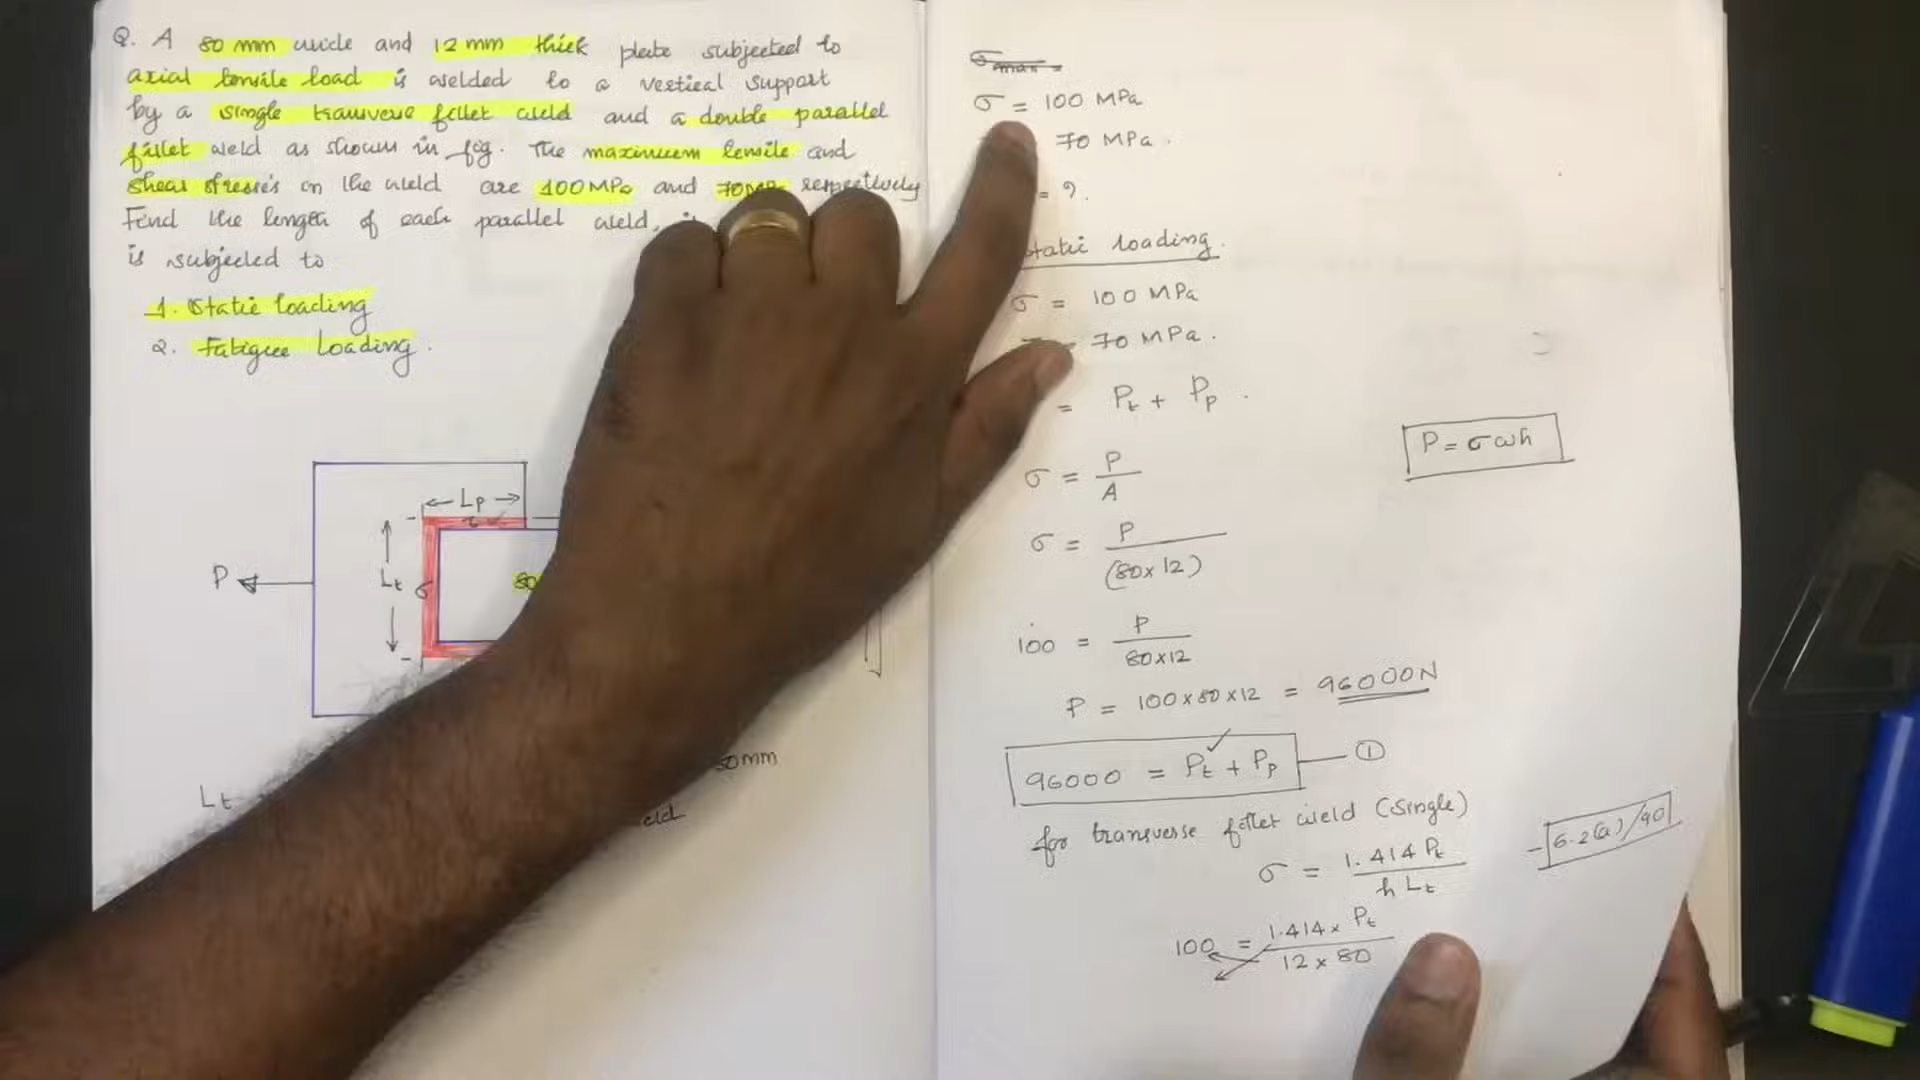 Q. A 80 mm wide and 12 mm thick plate subjected to
axial tensile load is welded to a vertical support
by a single transverse fillet weld and a double parallel
fillet weld as shown in fig. The maximum tensile and
shear stresses on the weld are 100 MPa and respectively
Find the length of each parallel weld,
is subjected to
1. Static loading
2. Fatigue Loading.
← Lp →
τ
P
Lt
σ
80
Lt
50mm
eld
σmax =
σ = 100 MPa
70 MPa.
= ?
static loading.
σ = 100 MPa
70 MPa.
= Pt + Pp.
σ = P / A
P = σ w h
σ = P / (80 x 12)
100 = P / 80 x 12
P = 100 x 80 x 12 = 96000N
96000 = Pt + Pp — ①
for transverse fillet weld (single)
σ = 1.414 Pt / h Lt
- 6.2(a)/90
100 = 1.414 x Pt / 12 x 80